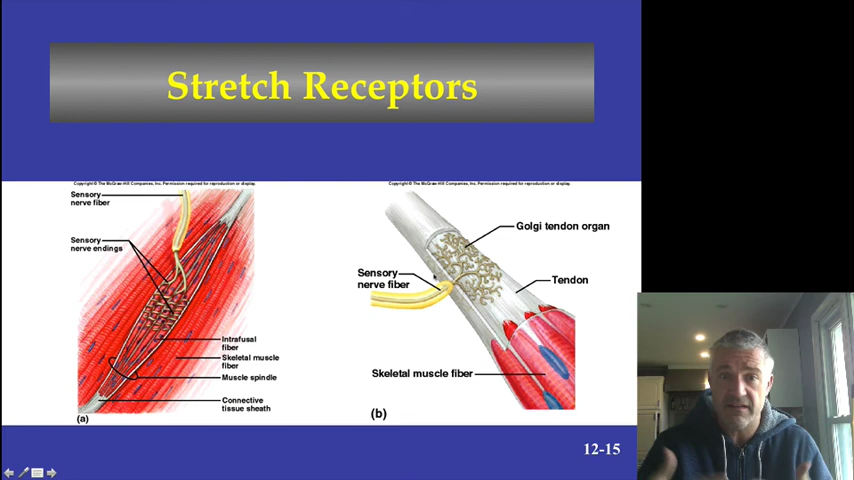 Stretch Receptors
Copyright © The McGraw-Hill Companies, Inc. Permission required for reproduction or display.
Sensory
nerve fiber
Sensory
nerve endings
Intrafusal
fiber
Skeletal muscle
fiber
Muscle spindle
Connective
tissue sheath
(a)
Copyright © The McGraw-Hill Companies, Inc. Permission required for reproduction or display.
Golgi tendon organ
Sensory
nerve fiber
Tendon
Skeletal muscle fiber
(b)
12-15